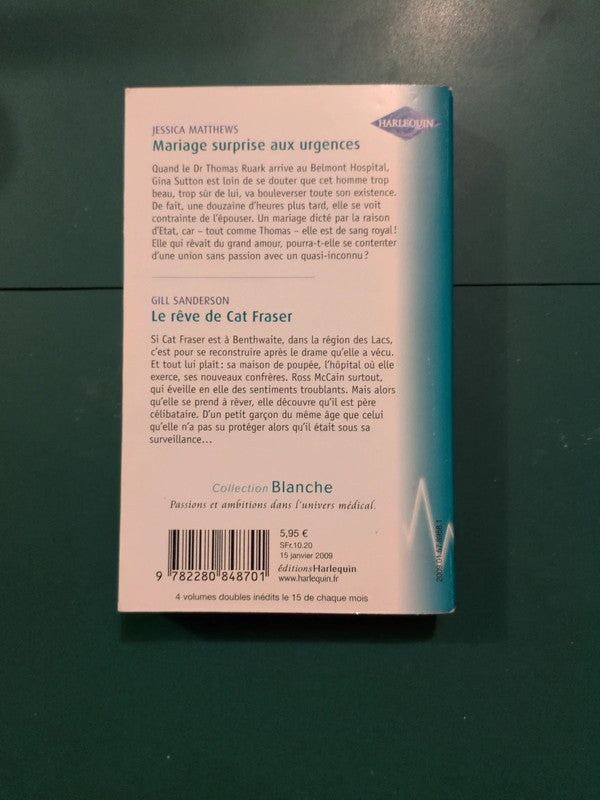 HARLEQUIN
JESSICA MATTHEWS
Mariage surprise aux urgences
Quand le Dr Thomas Ruark arrive au Belmont Hospital,
Gina Sutton est loin de se douter que cet homme trop
beau, trop sûr de lui, va bouleverser toute son existence.
De fait, une douzaine d'heures plus tard, elle se voit
contrainte de l'épouser. Un mariage dicté par la raison
d'Etat, car – tout comme Thomas – elle est de sang royal !
Elle qui rêvait du grand amour, pourra-t-elle se contenter
d'une union sans passion avec un quasi-inconnu ?
GILL SANDERSON
Le rêve de Cat Fraser
Si Cat Fraser est à Benthwaite, dans la région des Lacs,
c'est pour se reconstruire après le drame qu'elle a vécu.
Et tout lui plait : sa maison de poupée, l'hôpital où elle
exerce, ses nouveaux confrères. Ross McCain surtout,
qui éveille en elle des sentiments troublants. Mais alors
qu'elle se prend à rêver, elle découvre qu'il est père
célibataire. D'un petit garçon du même âge que celui
qu'elle n'a pas su protéger alors qu'il était sous sa
surveillance...
Collection Blanche
Passions et ambitions dans l'univers médical.
5,95 €
SFr.10.20
15 janvier 2009
éditionsHarlequin
www.harlequin.fr
9 782280 848701
4 volumes doubles inédits le 15 de chaque mois